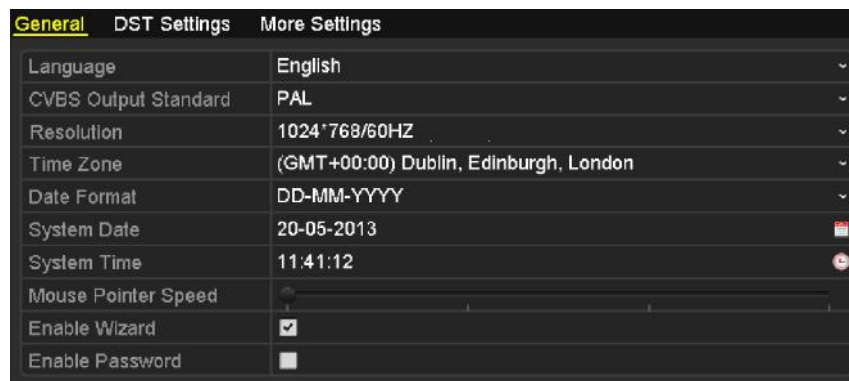 General DST Settings More Settings
Language English
CVBS Output Standard PAL
Resolution 1024*768/60HZ
Time Zone (GMT+00:00) Dublin, Edinburgh, London
Date Format DD-MM-YYYY
System Date 20-05-2013
System Time 11:41:12
Mouse Pointer Speed
Enable Wizard
Enable Password